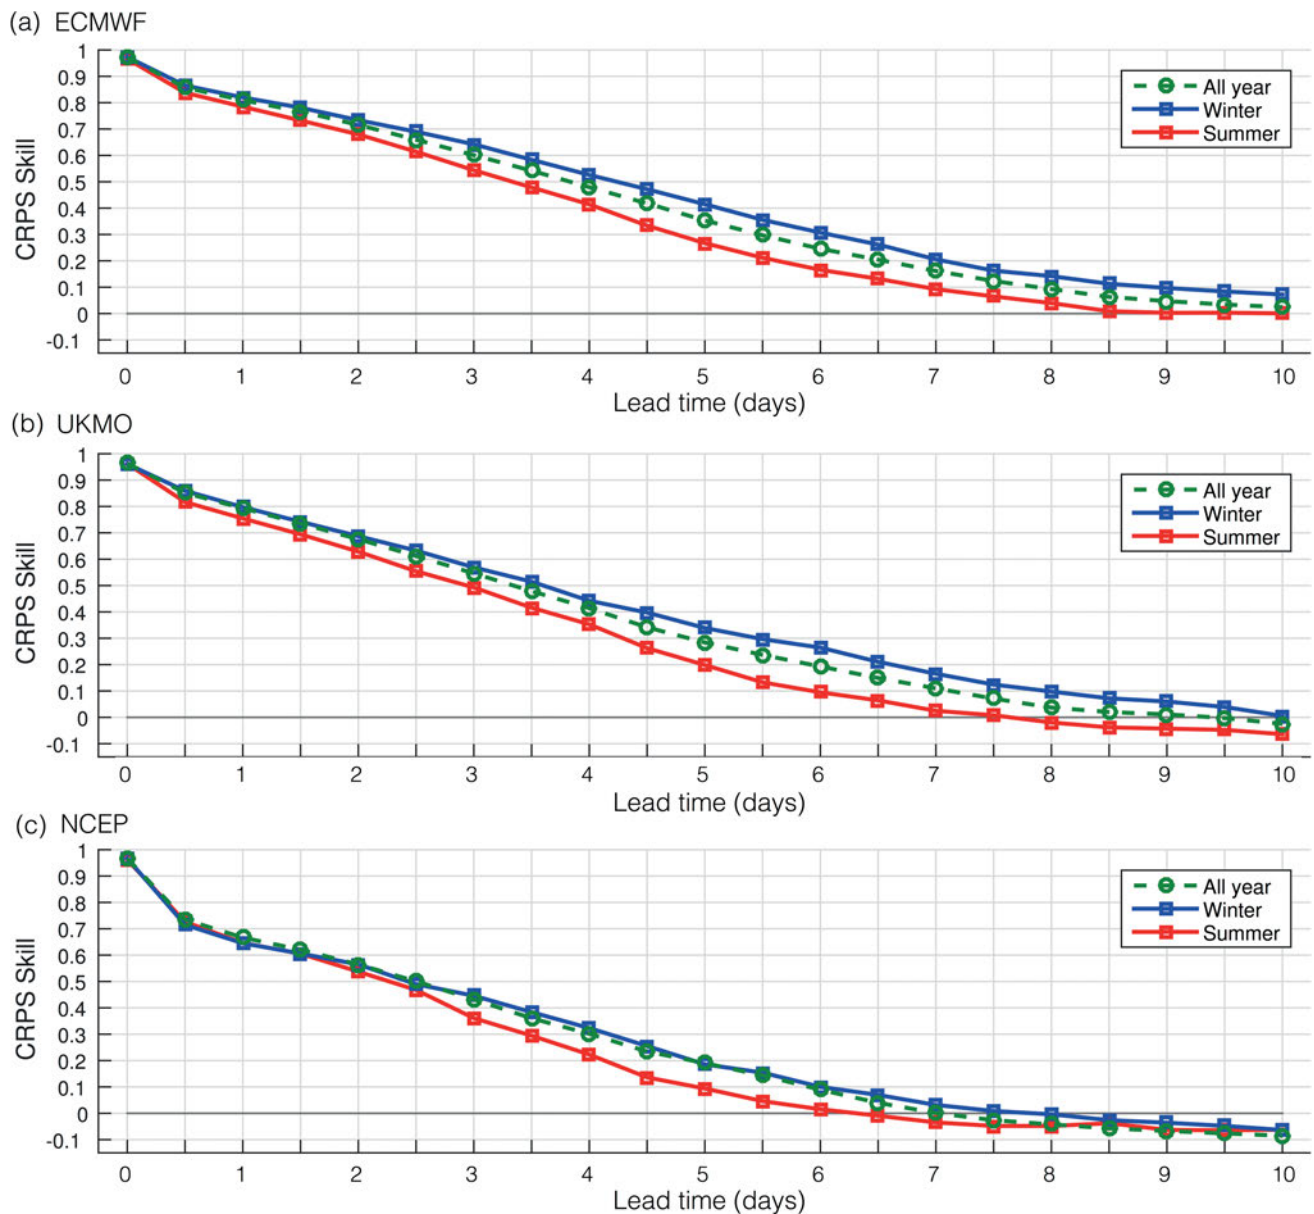 (a) ECMWF
1
0.9
0.8
0.7
0.6
0.5
0.4
0.3
0.2
0.1
0
-0.1
CRPS Skill
All year
Winter
Summer
0 1 2 3 4 5 6 7 8 9 10
Lead time (days)
(b) UKMO
1
0.9
0.8
0.7
0.6
0.5
0.4
0.3
0.2
0.1
0
-0.1
CRPS Skill
All year
Winter
Summer
0 1 2 3 4 5 6 7 8 9 10
Lead time (days)
(c) NCEP
1
0.9
0.8
0.7
0.6
0.5
0.4
0.3
0.2
0.1
0
-0.1
CRPS Skill
All year
Winter
Summer
0 1 2 3 4 5 6 7 8 9 10
Lead time (days)